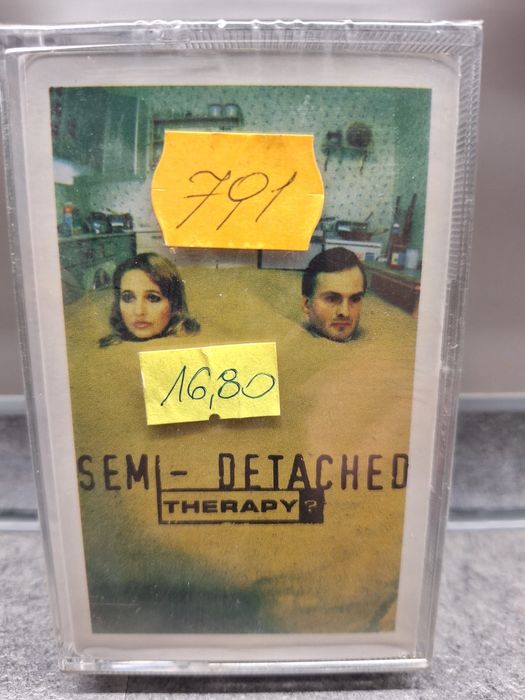 791
16,80
SEMI - DETACHED
THERAPY?